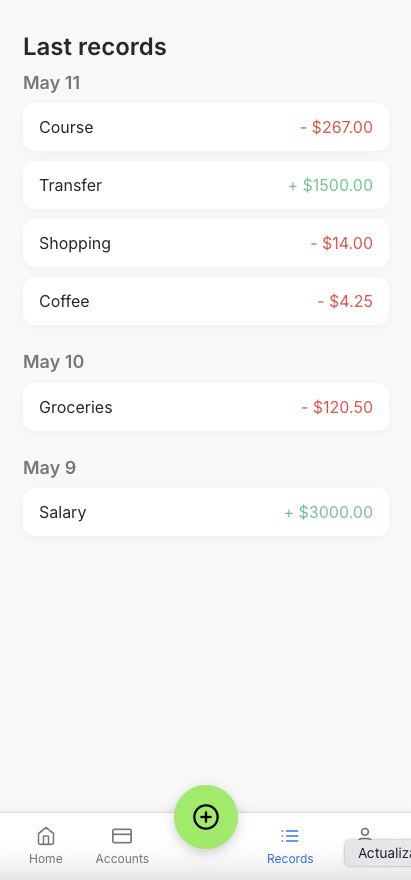 Last records
May 11
Course - $267.00
Transfer + $1500.00
Shopping - $14.00
Coffee - $4.25
May 10
Groceries - $120.50
May 9
Salary + $3000.00
Home Accounts Records Actualiza